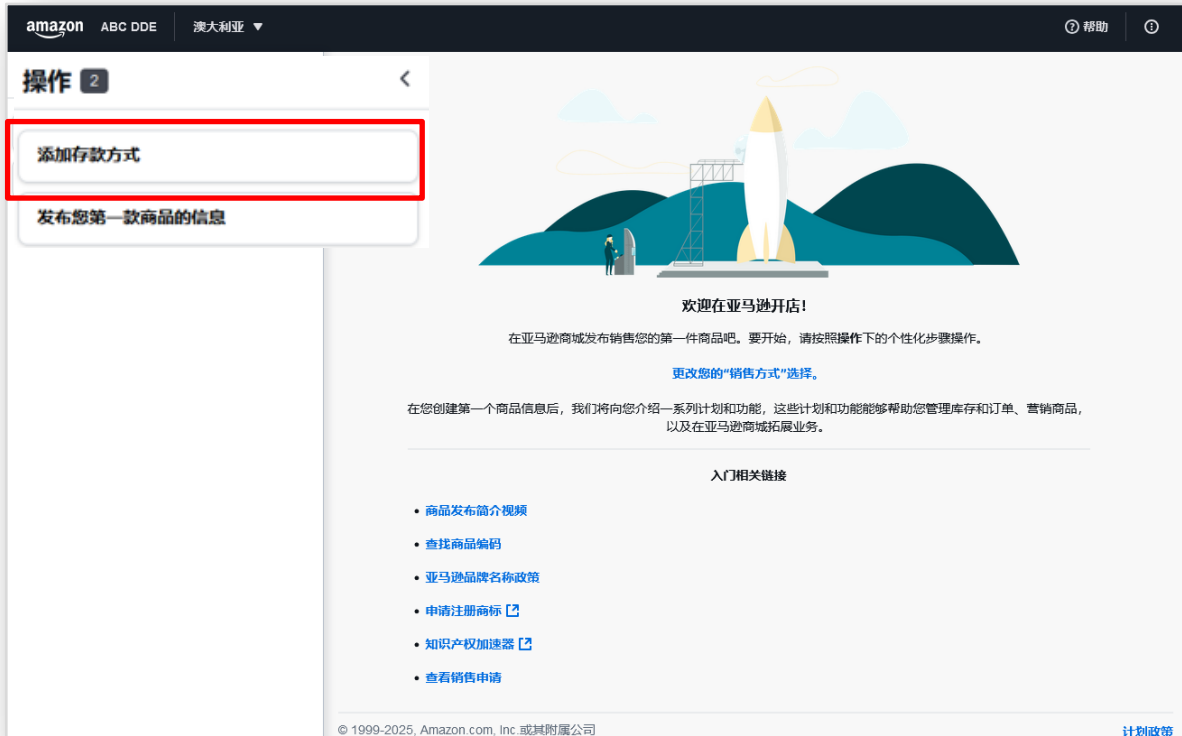 amazon ABC DDE 澳大利亚 帮助
操作 2
添加存款方式
发布您第一款商品的信息
欢迎在亚马逊开店！
在亚马逊商城发布销售您的第一件商品吧。要开始，请按照操作下的个性化步骤操作。
更改您的“销售方式”选择。
在您创建第一个商品信息后，我们将向您介绍一系列计划和功能，这些计划和功能能够帮助您管理库存和订单、营销商品，
以及在亚马逊商城拓展业务。
入门相关链接
商品发布简介视频
查找商品编码
亚马逊品牌名称政策
申请注册商标
知识产权加速器
查看销售申请
© 1999-2025, Amazon.com, Inc.或其附属公司 计划政策